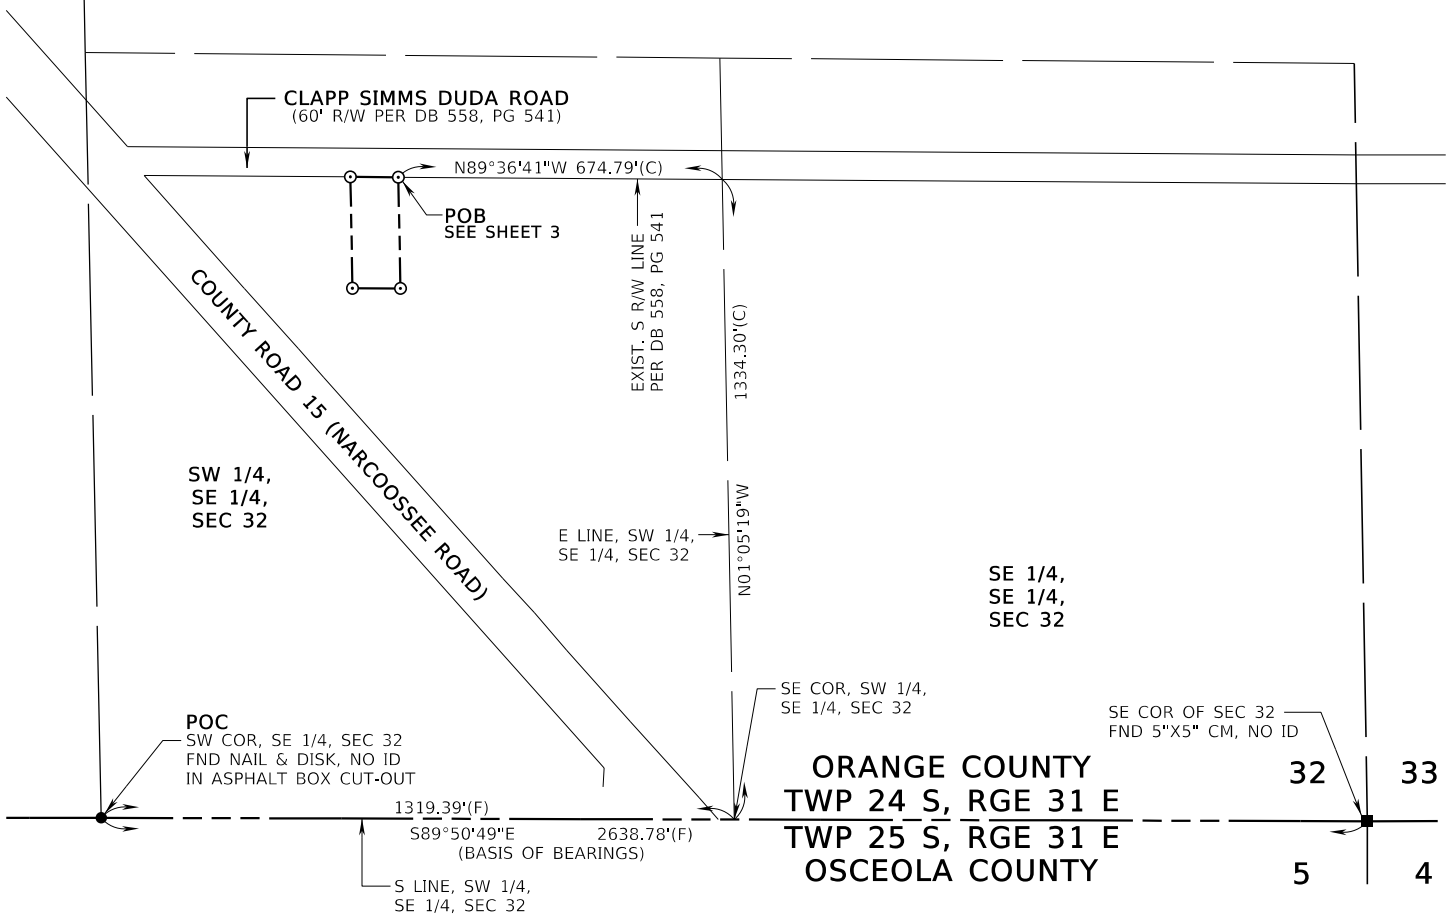 CLAPP SIMMS DUDA ROAD
(60' R/W PER DB 558, PG 541)
N89°36'41"W 674.79'(C)
POB
SEE SHEET 3
EXIST. S R/W LINE
PER DB 558, PG 541
1334.30'(C)
N01°05'19"W
COUNTY ROAD 15 (NARCOOSSEE ROAD)
SW 1/4,
SE 1/4,
SEC 32
E LINE, SW 1/4,
SE 1/4, SEC 32
SE 1/4,
SE 1/4,
SEC 32
SE COR, SW 1/4,
SE 1/4, SEC 32
SE COR OF SEC 32
FND 5"X5" CM, NO ID
POC
SW COR, SE 1/4, SEC 32
FND NAIL & DISK, NO ID
IN ASPHALT BOX CUT-OUT
ORANGE COUNTY
TWP 24 S, RGE 31 E
TWP 25 S, RGE 31 E
OSCEOLA COUNTY
32 33
5 4
1319.39'(F)
S89°50'49"E 2638.78'(F)
(BASIS OF BEARINGS)
S LINE, SW 1/4,
SE 1/4, SEC 32